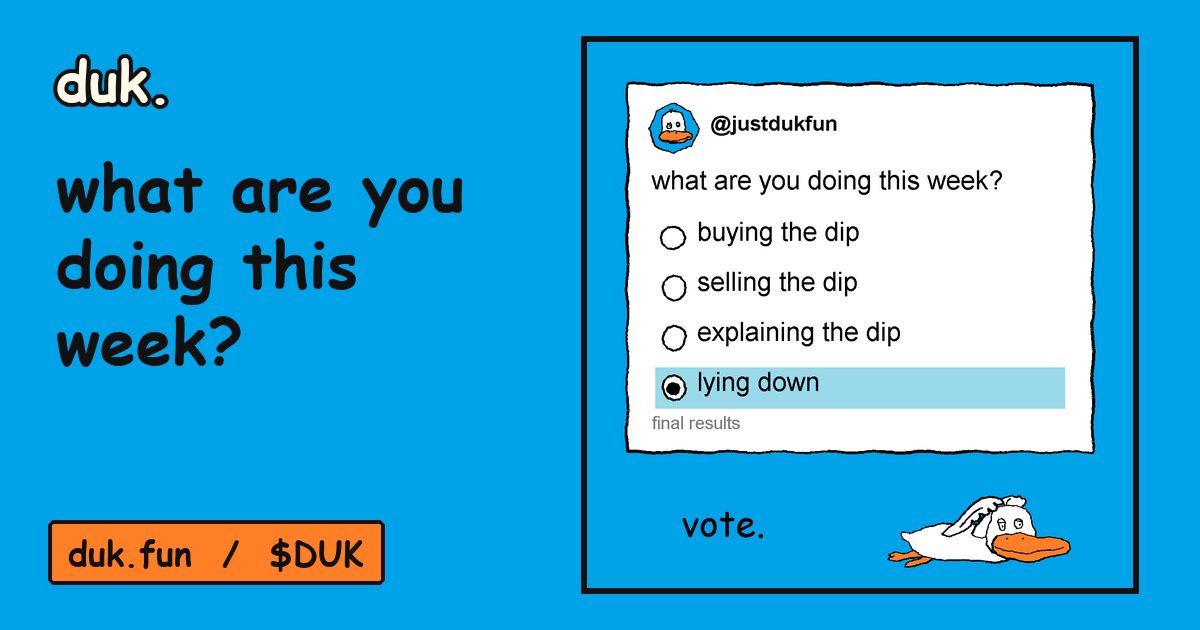 duk.
what are you
doing this
week?
duk.fun / $DUK
@justdukfun
what are you doing this week?
buying the dip
selling the dip
explaining the dip
lying down
final results
vote.